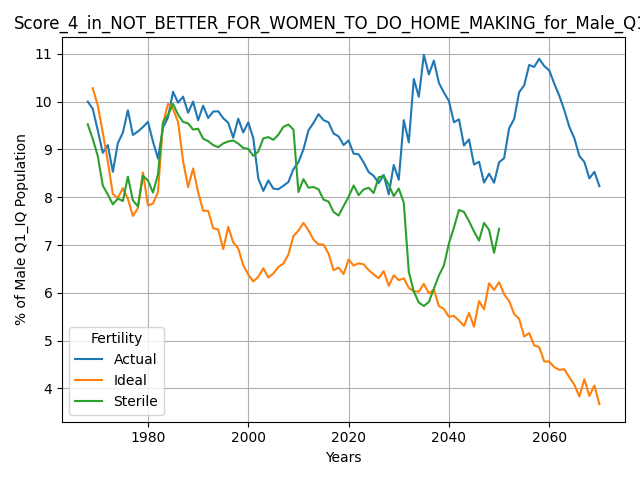 Score_4_in_NOT_BETTER_FOR_WOMEN_TO_DO_HOME_MAKING_for_Male_Q1
% of Male Q1_IQ Population
11
10
9
8
7
6
5
4
Fertility
Actual
Ideal
Sterile
1980 2000 2020 2040 2060
Years